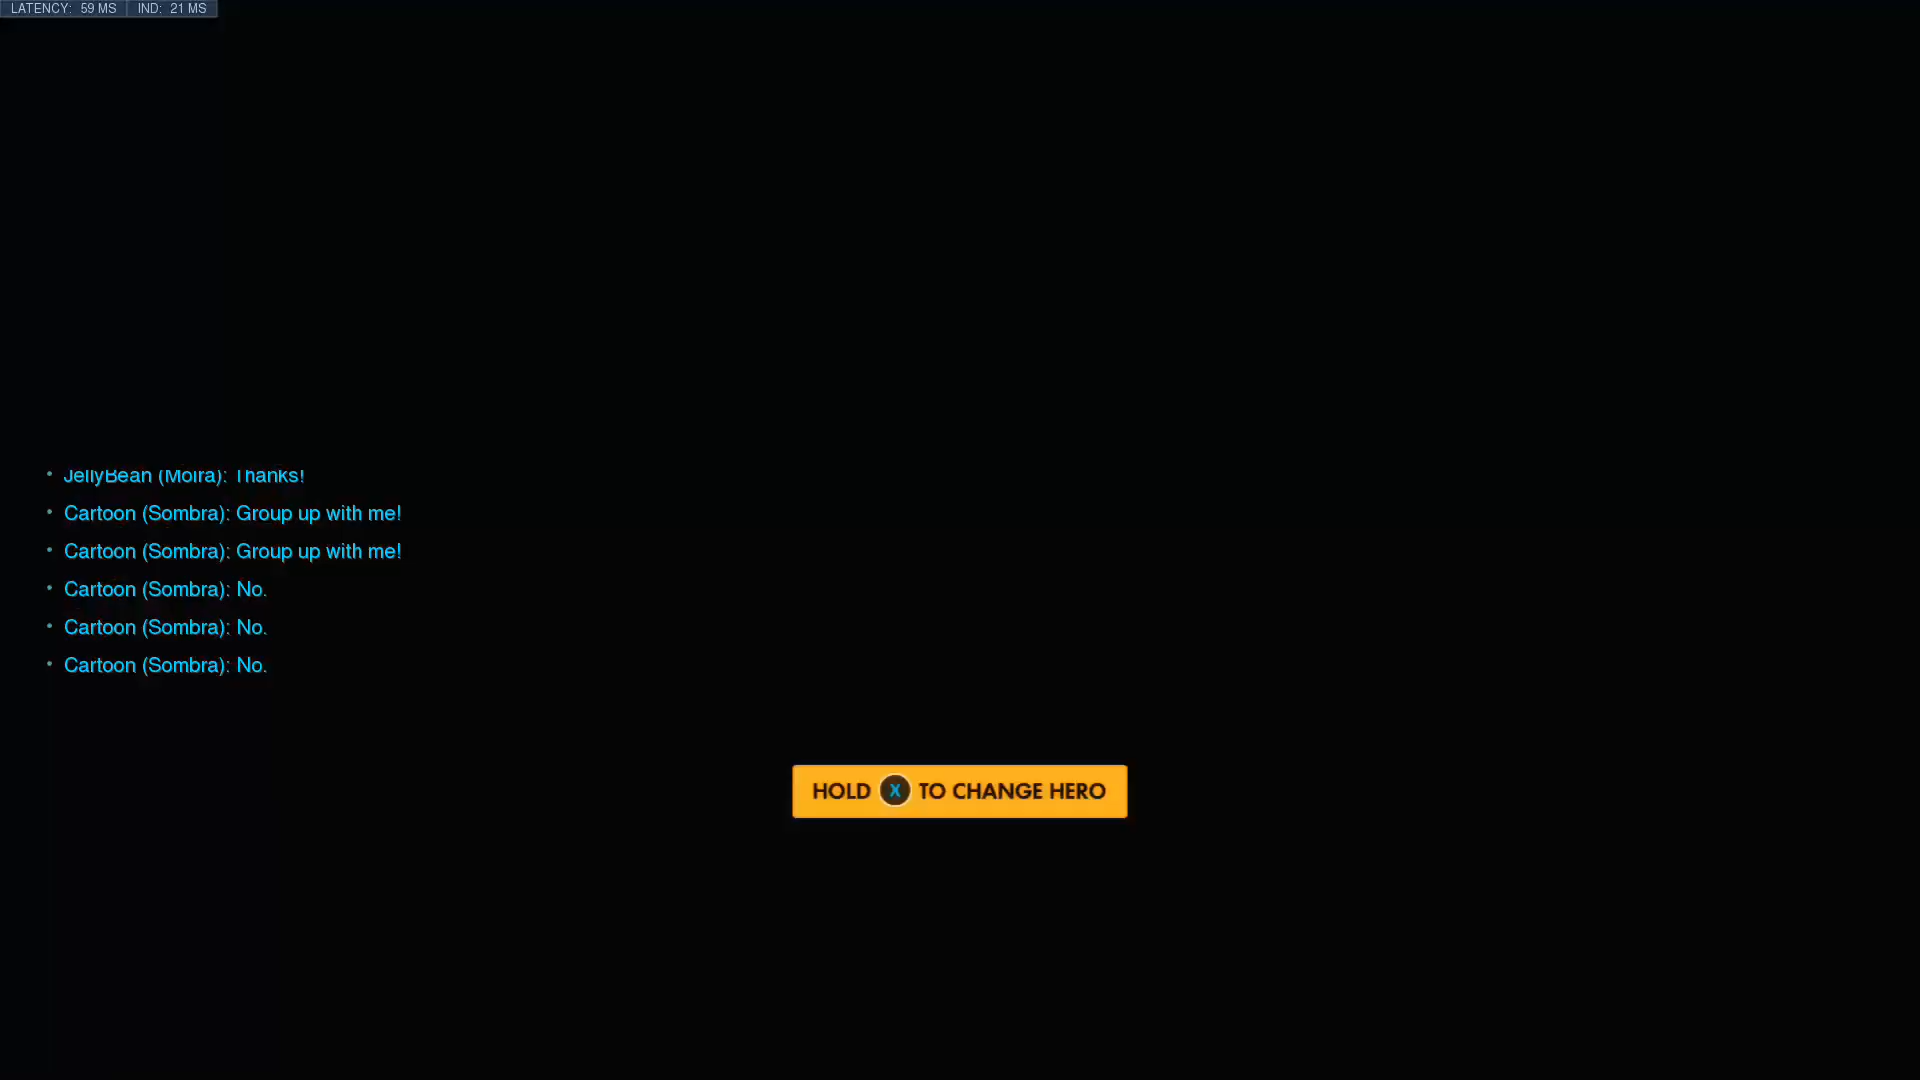 LATENCY: 59 MS IND: 21 MS
• JellyBean (Moira): Thanks!
• Cartoon (Sombra): Group up with me!
• Cartoon (Sombra): Group up with me!
• Cartoon (Sombra): No.
• Cartoon (Sombra): No.
• Cartoon (Sombra): No.
HOLD X TO CHANGE HERO